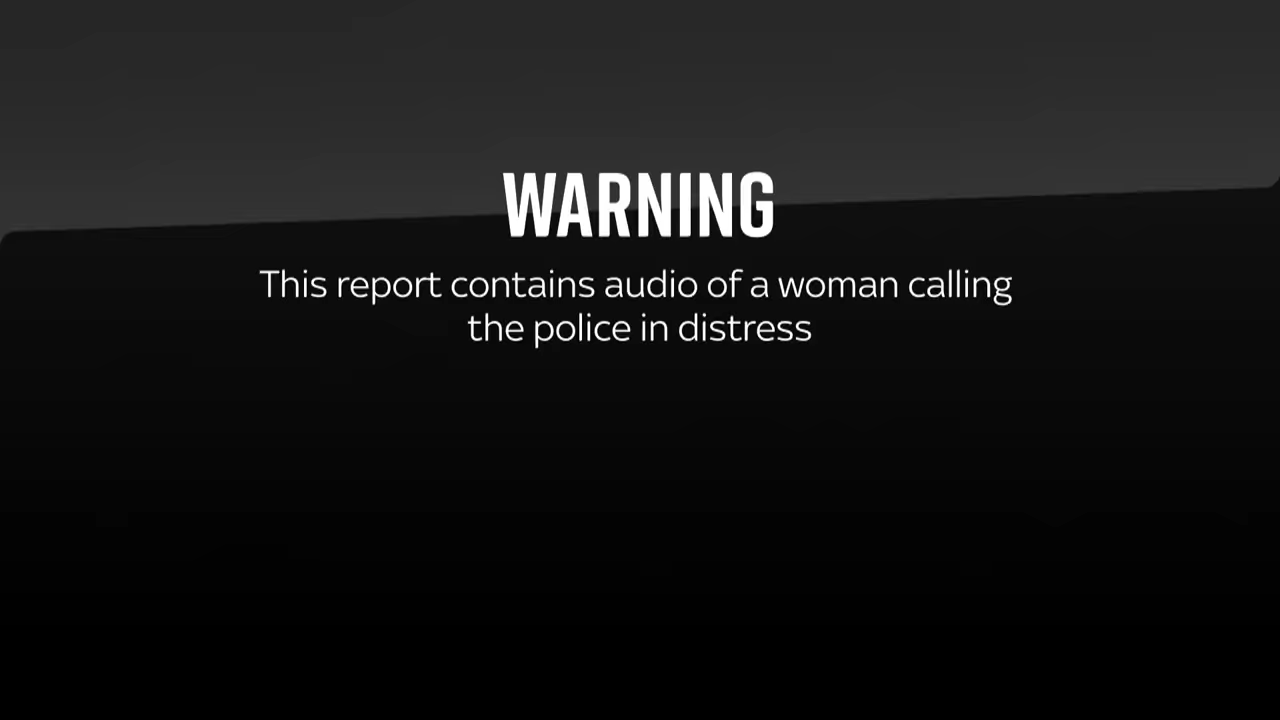 WARNING
This report contains audio of a woman calling
the police in distress